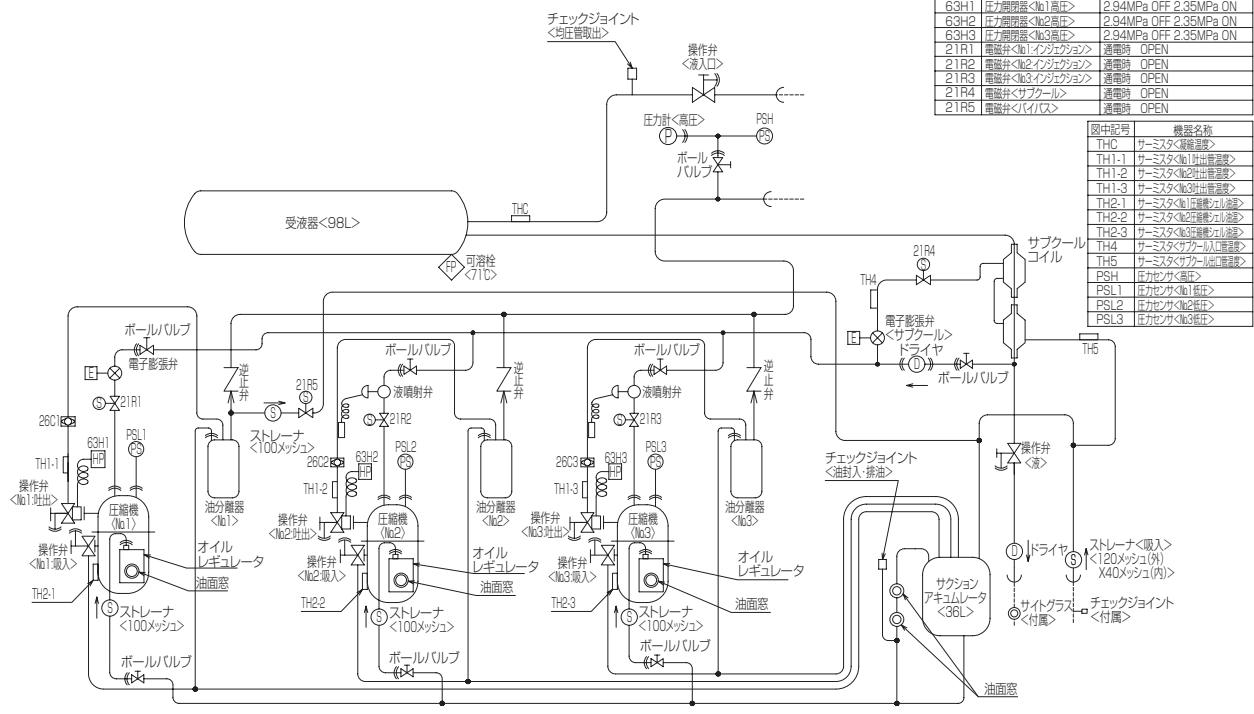 63H1 圧力開閉器<№1高圧> 2.94MPa OFF 2.35MPa ON
63H2 圧力開閉器<№2高圧> 2.94MPa OFF 2.35MPa ON
63H3 圧力開閉器<№3高圧> 2.94MPa OFF 2.35MPa ON
21R1 電磁弁<№1:インジェクション> 通電時 OPEN
21R2 電磁弁<№2:インジェクション> 通電時 OPEN
21R3 電磁弁<№3:インジェクション> 通電時 OPEN
21R4 電磁弁<サブクール> 通電時 OPEN
21R5 電磁弁<バイパス> 通電時 OPEN
図中記号 機器名称
THC サーミスタ<凝縮温度>
TH1-1 サーミスタ<№1吐出管温度>
TH1-2 サーミスタ<№2吐出管温度>
TH1-3 サーミスタ<№3吐出管温度>
TH2-1 サーミスタ<№1圧縮機シェル油温>
TH2-2 サーミスタ<№2圧縮機シェル油温>
TH2-3 サーミスタ<№3圧縮機シェル油温>
TH4 サーミスタ<サブクール入口管温度>
TH5 サーミスタ<サブクール出口管温度>
PSH 圧力センサ<高圧>
PSL1 圧力センサ<№1低圧>
PSL2 圧力センサ<№2低圧>
PSL3 圧力センサ<№3低圧>
チェックジョイント
<均圧管取出>
操作弁
<液入口>
圧力計<高圧>
P
PSH
PS
ボール
バルブ
THC
受液器<98L>
FP
可溶栓
<71℃>
サブクール
コイル
21R4
S
TH4
電子膨張弁
<サブクール>
E
ドライヤ
D
ボールバルブ
TH5
ボールバルブ
電子膨張弁
E
S
21R1
26C1
63H1
HP
PSL1
PS
TH1-1
操作弁
<№1:吐出>
圧縮機
<№1>
操作弁
<№1:吸入>
TH2-1
オイル
レギュレータ
油面窓
S
ストレーナ
<100メッシュ>
ボールバルブ
逆止弁
油分離器
<№1>
S
21R5
S
ストレーナ
<100メッシュ>
ボールバルブ
液噴射弁
S
21R2
26C2
63H2
HP
PSL2
PS
TH1-2
操作弁
<№2:吐出>
圧縮機
<№2>
操作弁
<№2:吸入>
TH2-2
オイル
レギュレータ
油面窓
S
ストレーナ
<100メッシュ>
ボールバルブ
逆止弁
油分離器
<№2>
ボールバルブ
液噴射弁
S
21R3
26C3
63H3
HP
PSL3
PS
TH1-3
操作弁
<№3:吐出>
圧縮機
<№3>
操作弁
<№3:吸入>
TH2-3
オイル
レギュレータ
油面窓
S
ストレーナ
<100メッシュ>
ボールバルブ
逆止弁
油分離器
<№3>
チェックジョイント
<油封入・排油>
サクション
アキュムレータ
<36L>
油面窓
操作弁
<液>
D
ドライヤ
サイトグラス
<付属>
S
ストレーナ<吸入>
<120メッシュ(外)
X40メッシュ(内)>
チェックジョイント
<付属>